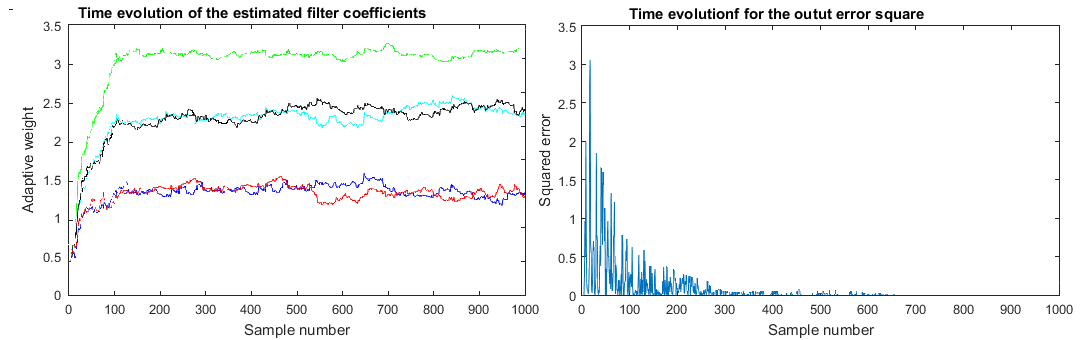 Time evolution of the estimated filter coefficients
3.5
3
2.5
2
1.5
1
0.5
0
Adaptive weight
0 100 200 300 400 500 600 700 800 900 1000
Sample number
Time evolutionf for the outut error square
3.5
3
2.5
2
1.5
1
0.5
0
Squared error
0 100 200 300 400 500 600 700 800 900 1000
Sample number